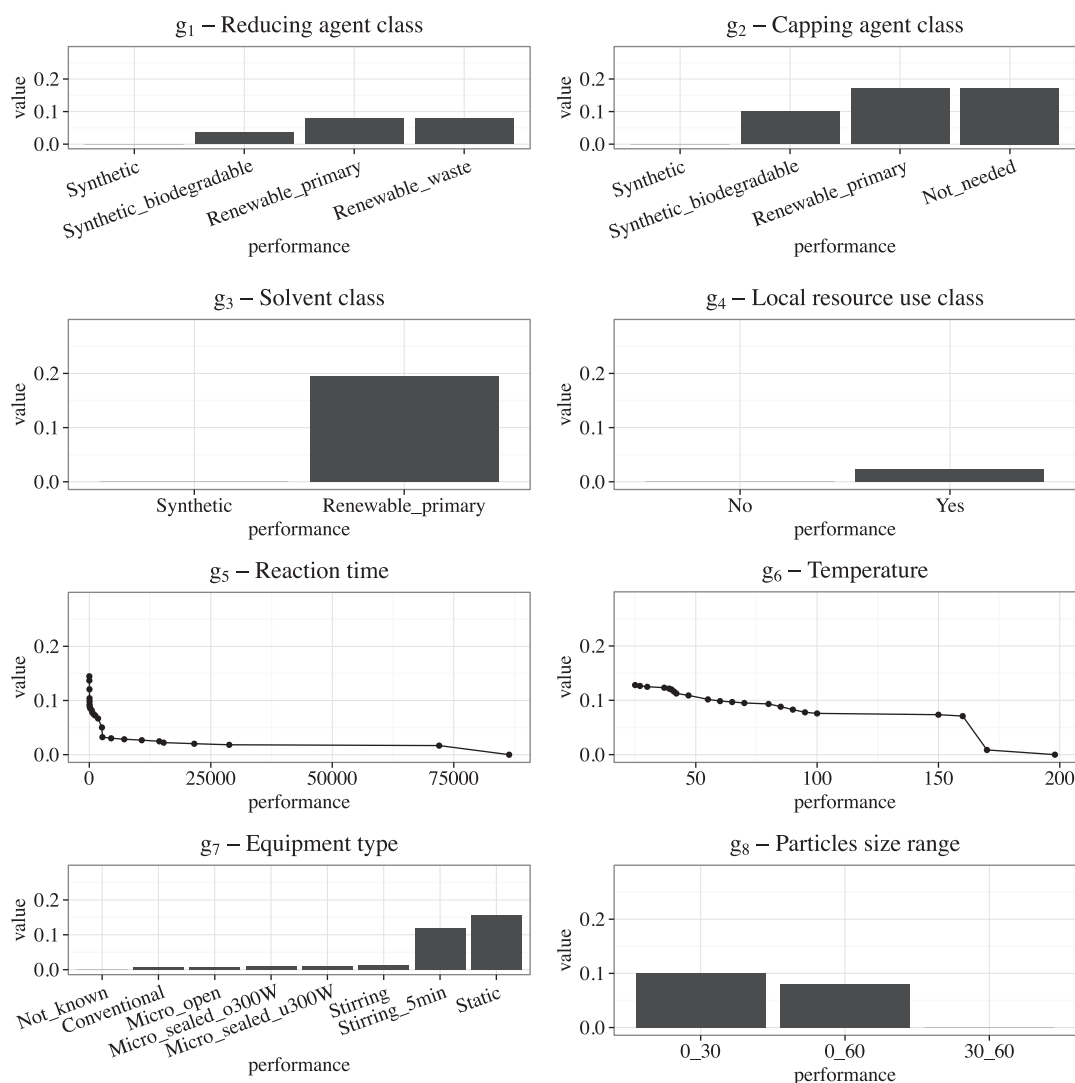 g₁ – Reducing agent class
value
0.2
0.1
0.0
Synthetic
Synthetic_biodegradable
Renewable_primary
Renewable_waste
performance
g₂ – Capping agent class
value
0.2
0.1
0.0
Synthetic
Synthetic_biodegradable
Renewable_primary
Not_needed
performance
g₃ – Solvent class
value
0.2
0.1
0.0
Synthetic
Renewable_primary
performance
g₄ – Local resource use class
value
0.2
0.1
0.0
No
Yes
performance
g₅ – Reaction time
value
0.2
0.1
0.0
0
25000
50000
75000
performance
g₆ – Temperature
value
0.2
0.1
0.0
50
100
150
200
performance
g₇ – Equipment type
value
0.2
0.1
0.0
Not_known
Conventional
Micro_open
Micro_sealed_o300W
Micro_sealed_u300W
Stirring
Stirring_5min
Static
performance
g₈ – Particles size range
value
0.2
0.1
0.0
0_30
0_60
30_60
performance